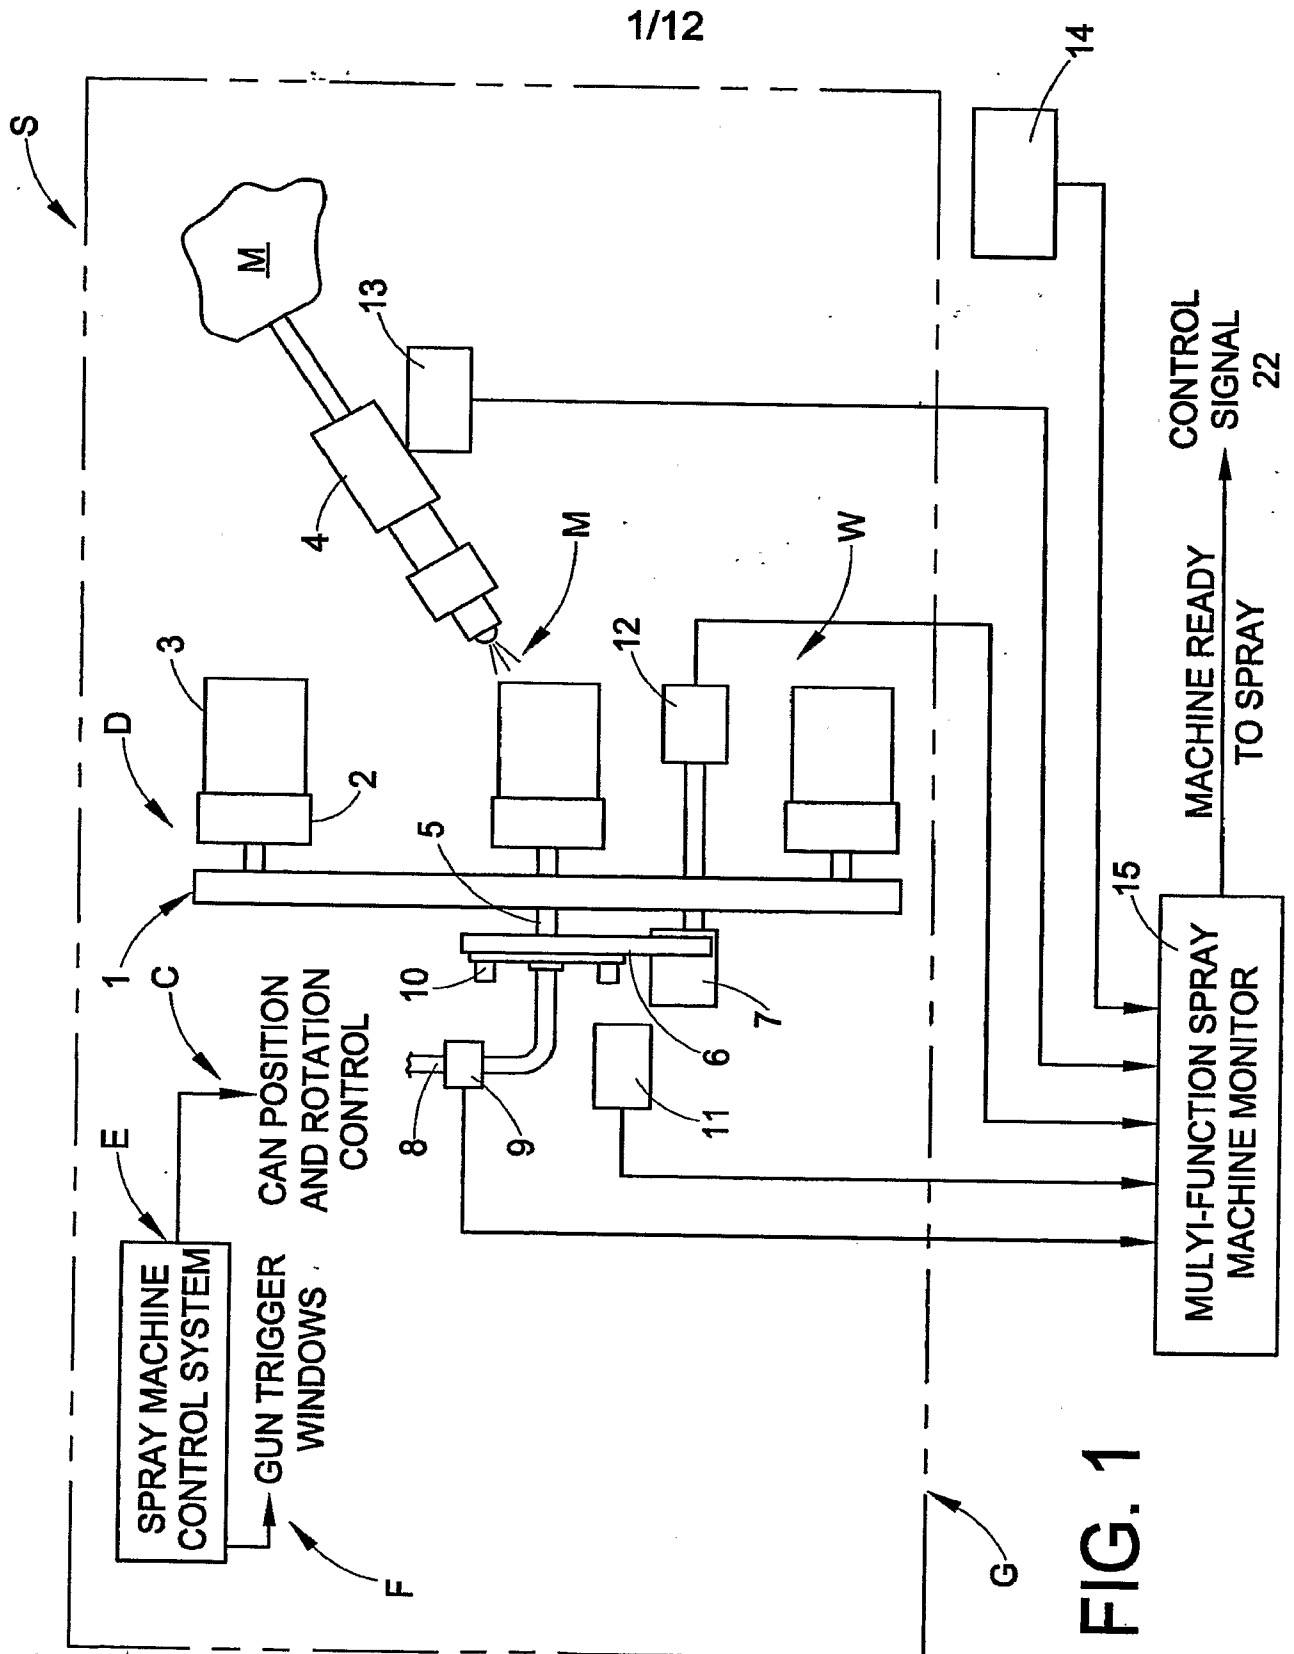 1/12
S
E
SPRAY MACHINE
CONTROL SYSTEM
C
CAN POSITION
AND ROTATION
CONTROL
GUN TRIGGER
WINDOWS
F
1
D
3
2
M
4
13
M
5
10
6
7
8
9
11
12
W
14
G
15
MULYI-FUNCTION SPRAY
MACHINE MONITOR
MACHINE READY
TO SPRAY
CONTROL
SIGNAL
22
FIG. 1